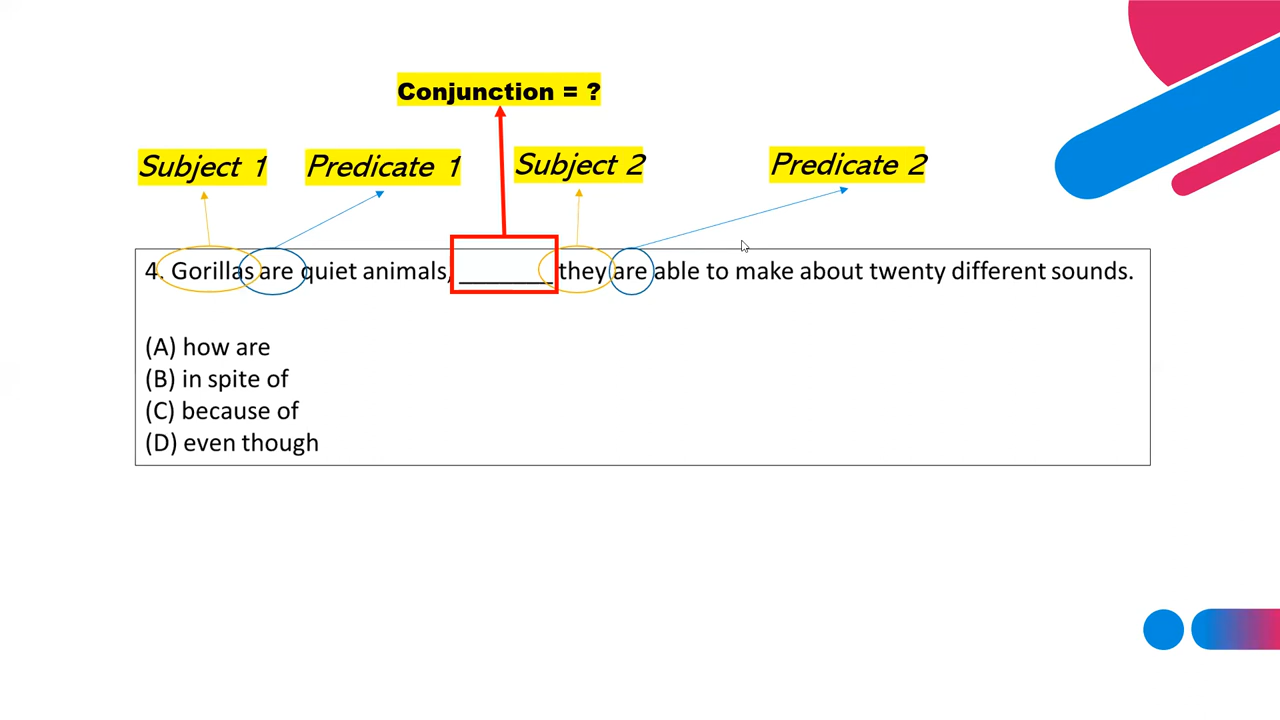 Conjunction = ?
Subject 1 Predicate 1 Subject 2 Predicate 2
4. Gorillas are quiet animals, ________ they are able to make about twenty different sounds.
(A) how are
(B) in spite of
(C) because of
(D) even though